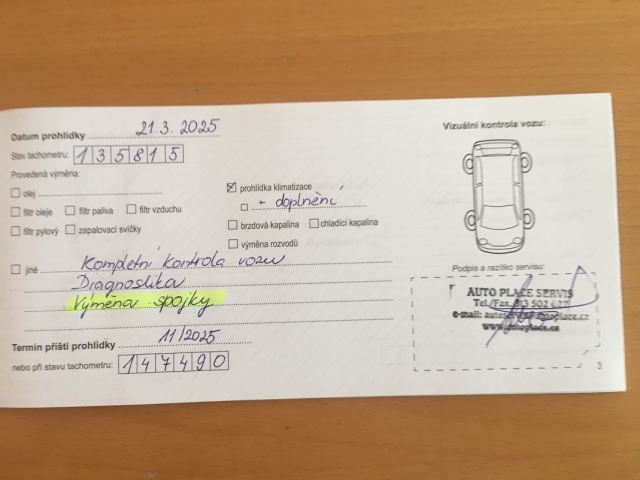 Datum prohlídky 21.3. 2025
Stav tachometru: 135815
Provedená výměna:
olej
filtr oleje filtr paliva filtr vzduchu
filtr pylový zapalovací svíčky
prohlídka klimatizace
+ doplnění
brzdová kapalina chladící kapalina
výměna rozvodů
jiné Kompletní kontrola vozu
Diagnostika
Výměna spojky
Termín příští prohlídky 11/2025
nebo při stavu tachometru: 147490
Vizuální kontrola vozu:
Podpis a razítko servisu:
AUTO PLACE SERVIS
Tel./Fax
e-mail:
3